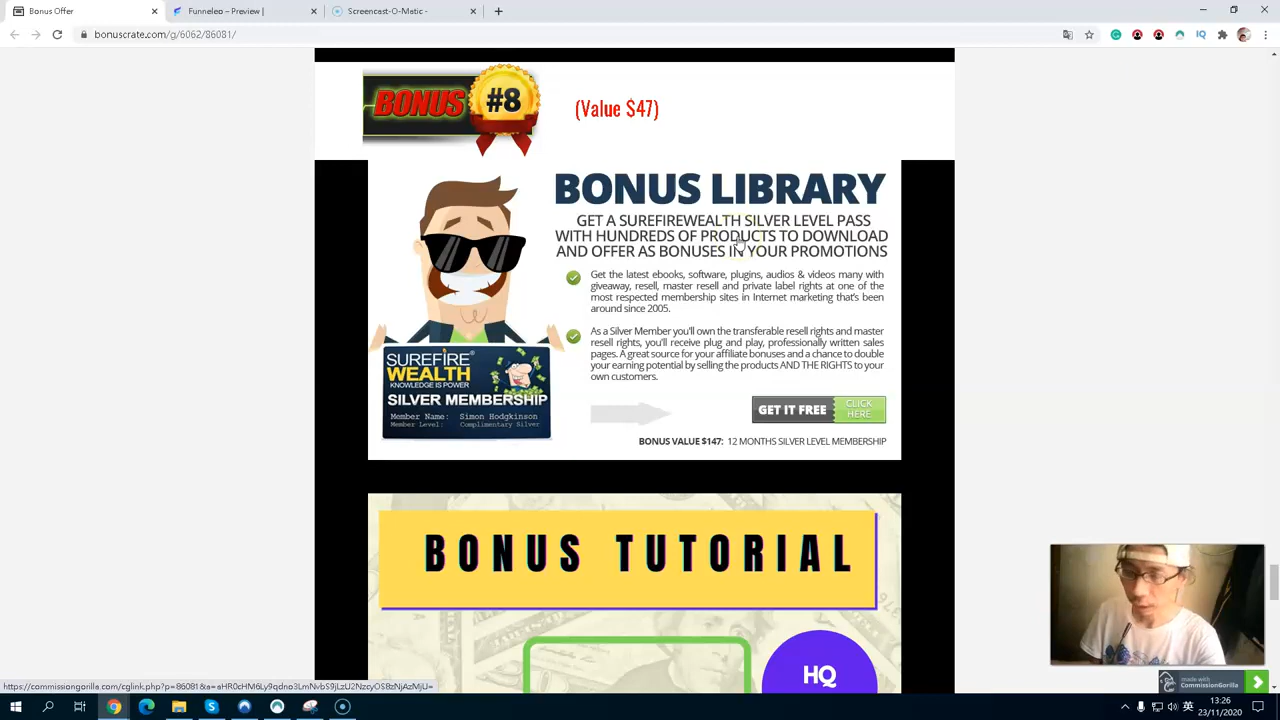 Bonus Offer
Funneleo – Preview |
Screencast-O-Matic -
bonuscrate.com/g/6062/86081/
BONUS #8
(Value $47)
BONUS LIBRARY
GET A SUREFIREWEALTH SILVER LEVEL PASS
WITH HUNDREDS OF PRODUCTS TO DOWNLOAD
AND OFFER AS BONUSES IN YOUR PROMOTIONS
Get the latest ebooks, software, plugins, audios & videos many with
giveaway, resell, master resell and private label rights at one of the
most respected membership sites in Internet marketing that's been
around since 2005.
As a Silver Member you'll own the transferable resell rights and master
resell rights, you'll receive plug and play, professionally written sales
pages. A great source for your affiliate bonuses and a chance to double
your earning potential by selling the products AND THE RIGHTS to your
own customers.
SUREFIRE®
WEALTH
KNOWLEDGE IS POWER
SILVER MEMBERSHIP
Member Name: Simon Hodgkinson
Member Level: Complimentary Silver
GET IT FREE
CLICK
HERE
BONUS VALUE $147: 12 MONTHS SILVER LEVEL MEMBERSHIP
BONUS TUTORIAL
HQ
made with
CommissionGorilla
英
13:26
23/11/2020